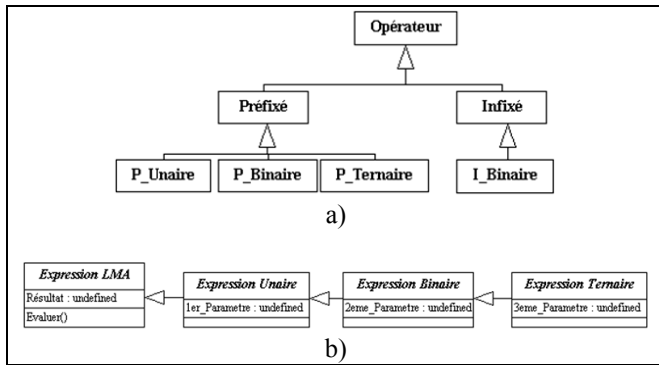 Opérateur
Préfixé
Infixé
P_Unaire
P_Binaire
P_Ternaire
I_Binaire
a)
Expression LMA
Résultat : undefined
Evaluer()
Expression Unaire
1er_Parametre : undefined
Expression Binaire
2eme_Parametre : undefined
Expression Ternaire
3eme_Parametre : undefined
b)